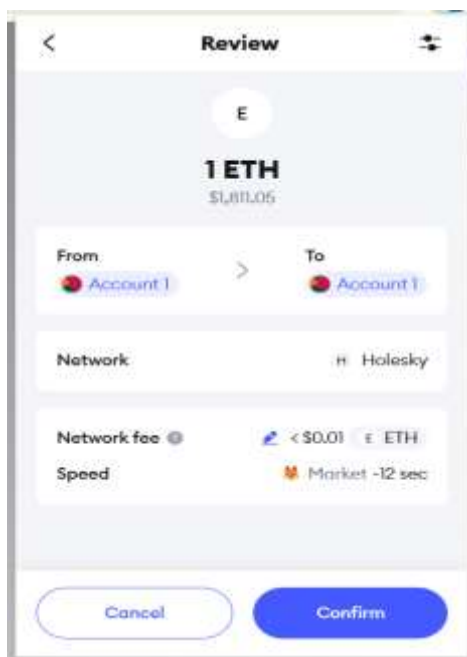 Review
E
1 ETH
$1,811.05
From
To
Account 1
Account 1
Network
H Holesky
Network fee
< $0.01 E ETH
Speed
Market ~12 sec
Cancel
Confirm